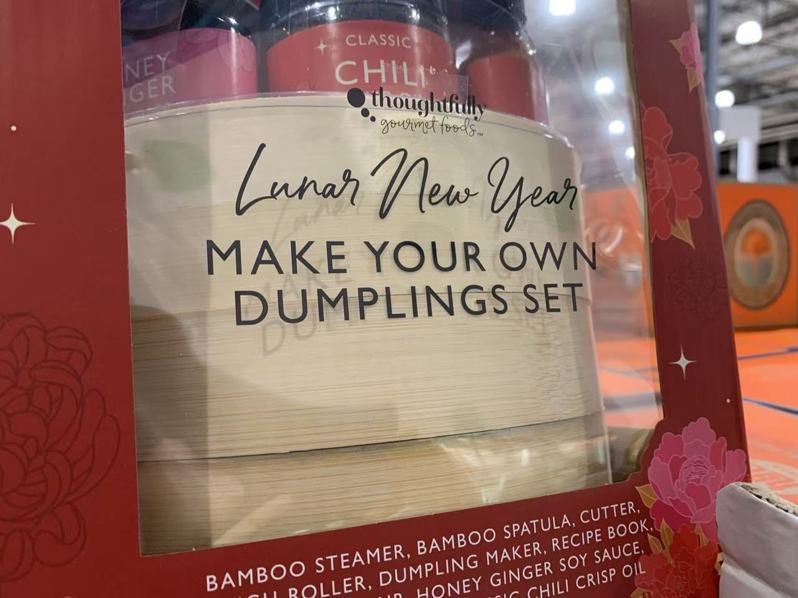 CLASSIC
CHILI
thoughtfully
gourmet foods
Lunar New Year
MAKE YOUR OWN
DUMPLINGS SET
BAMBOO STEAMER, BAMBOO SPATULA, CUTTER,
ROLLER, DUMPLING MAKER, RECIPE BOOK,
HONEY GINGER SOY SAUCE,
CHILI CRISP OIL